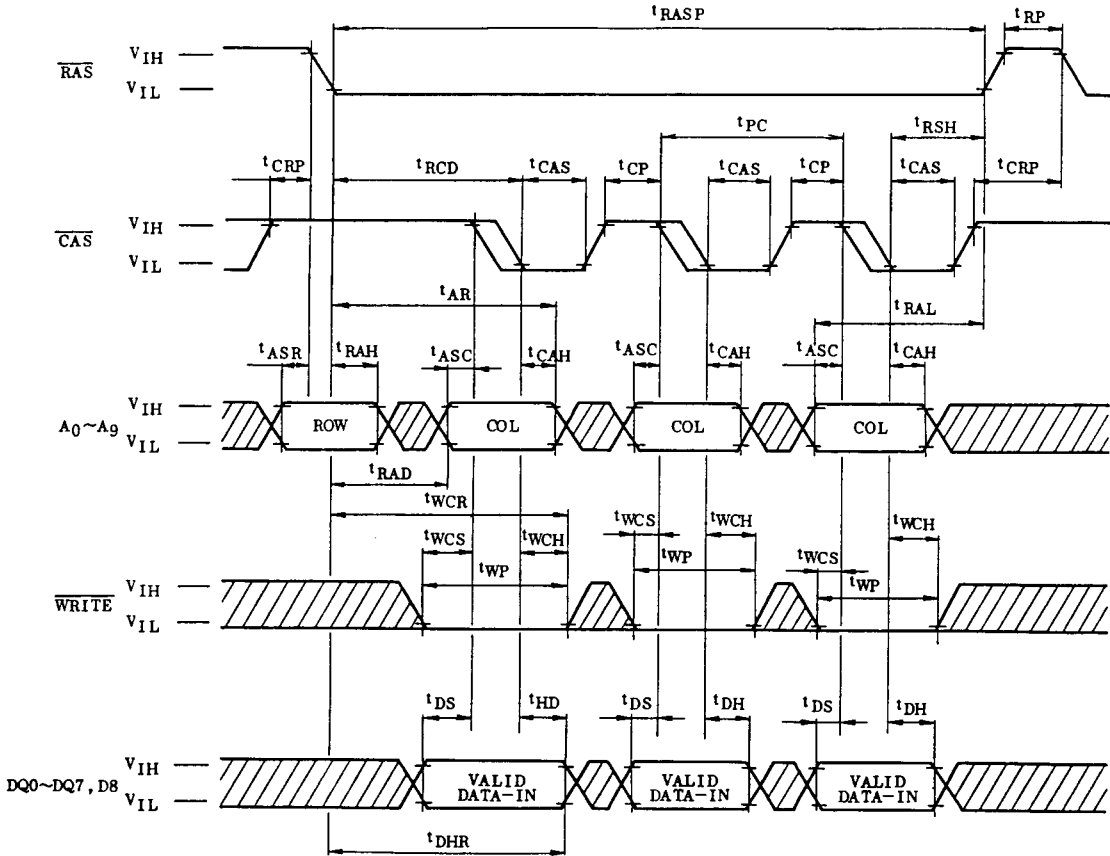 tRASP
tRP
RAS
VIH
VIL
tPC
tRSH
tCRP
tRCD
tCAS
tCP
tCAS
tCP
tCAS
tCRP
CAS
VIH
VIL
tAR
tRAL
tASR
tRAH
tASC
tCAH
tASC
tCAH
tASC
tCAH
A0~A9
VIH
VIL
ROW
COL
COL
COL
tRAD
tWCR
tWCS
tWCH
tWCS
tWCH
tWCS
tWCH
tWP
tWP
tWP
WRITE
VIH
VIL
tDS
tHD
tDS
tDH
tDS
tDH
DQ0~DQ7,D8
VIH
VIL
VALID
DATA-IN
VALID
DATA-IN
VALID
DATA-IN
tDHR